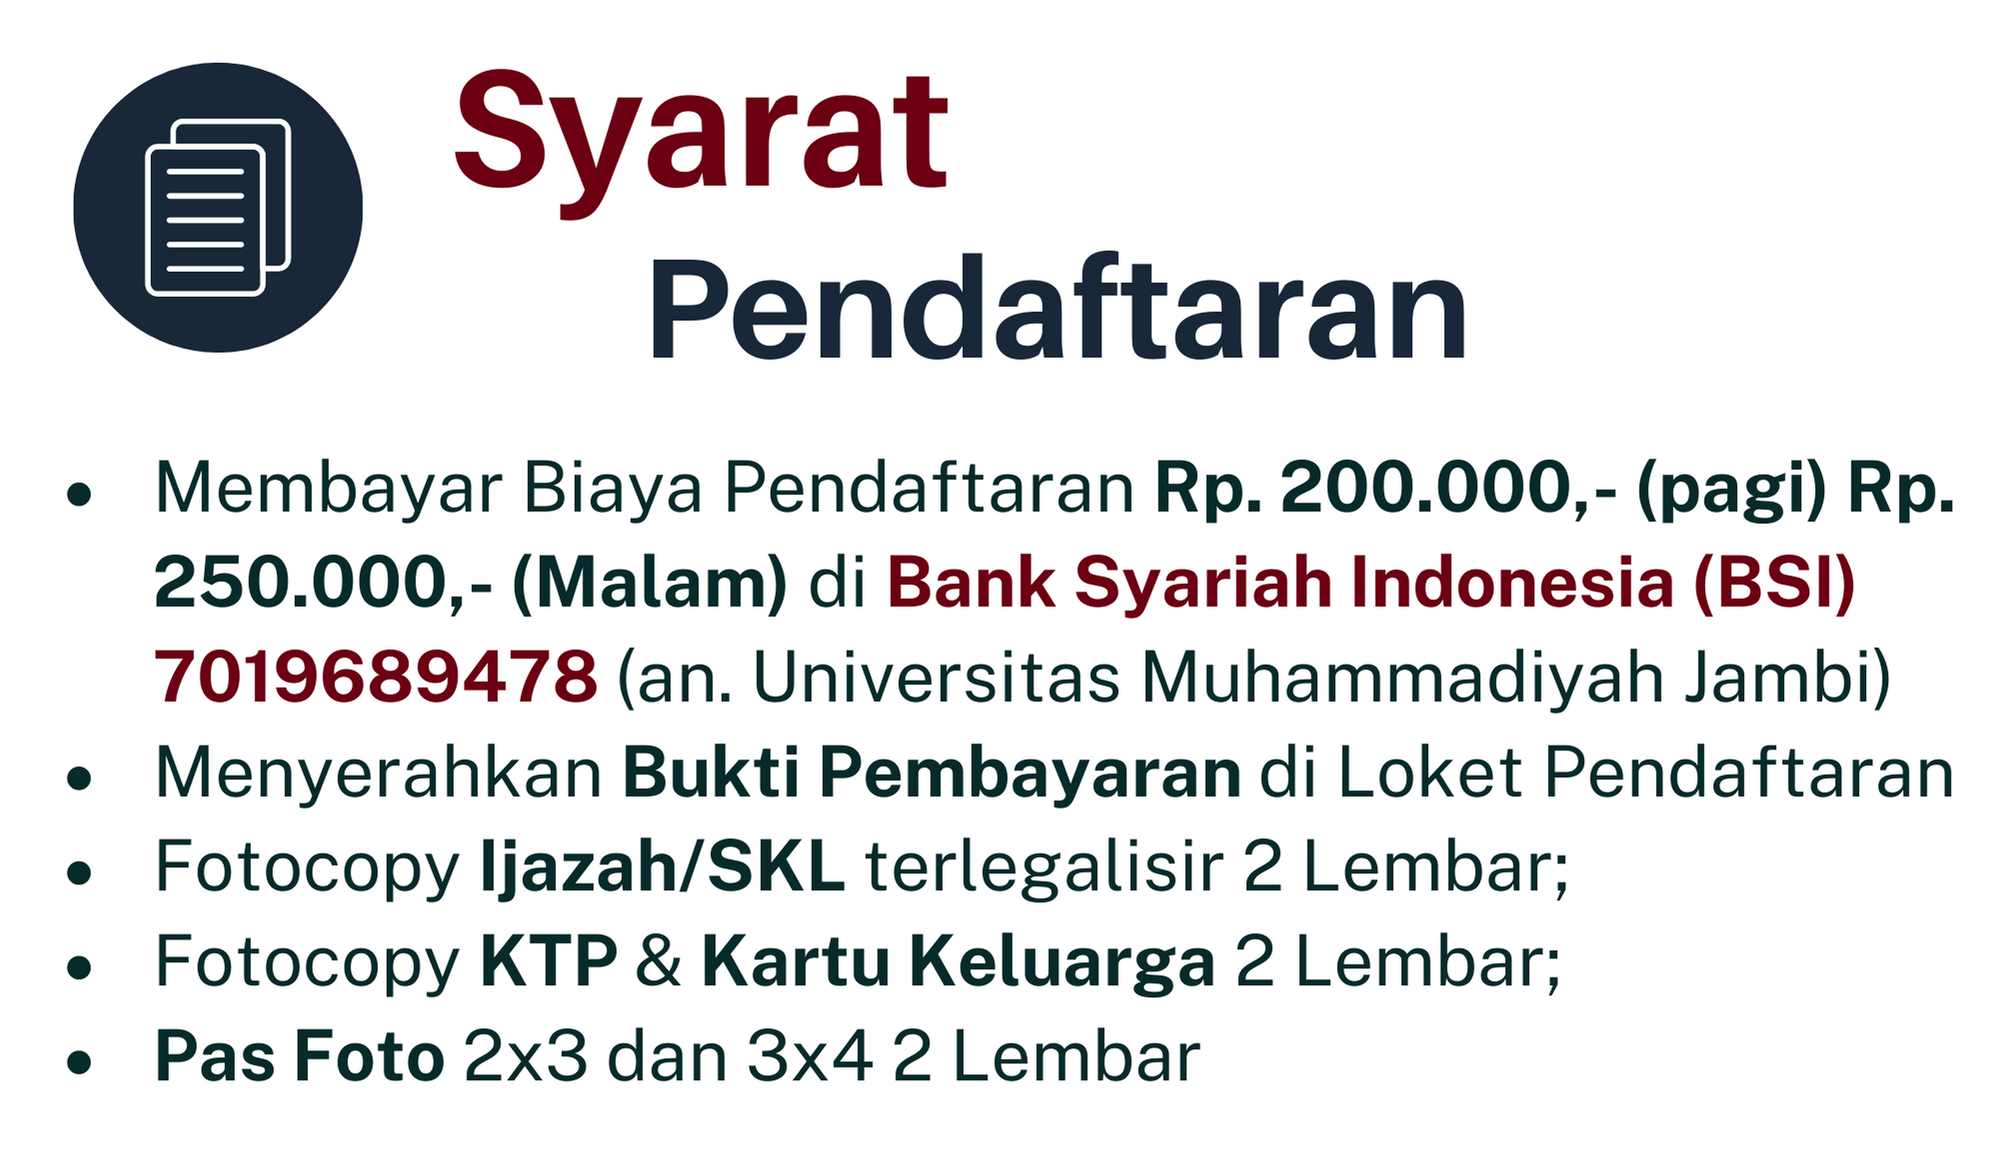 Syarat
Pendaftaran
• Membayar Biaya Pendaftaran Rp. 200.000,- (pagi) Rp.
250.000,- (Malam) di Bank Syariah Indonesia (BSI)
7019689478 (an. Universitas Muhammadiyah Jambi)
• Menyerahkan Bukti Pembayaran di Loket Pendaftaran
• Fotocopy Ijazah/SKL terlegalisir 2 Lembar;
• Fotocopy KTP & Kartu Keluarga 2 Lembar;
• Pas Foto 2x3 dan 3x4 2 Lembar